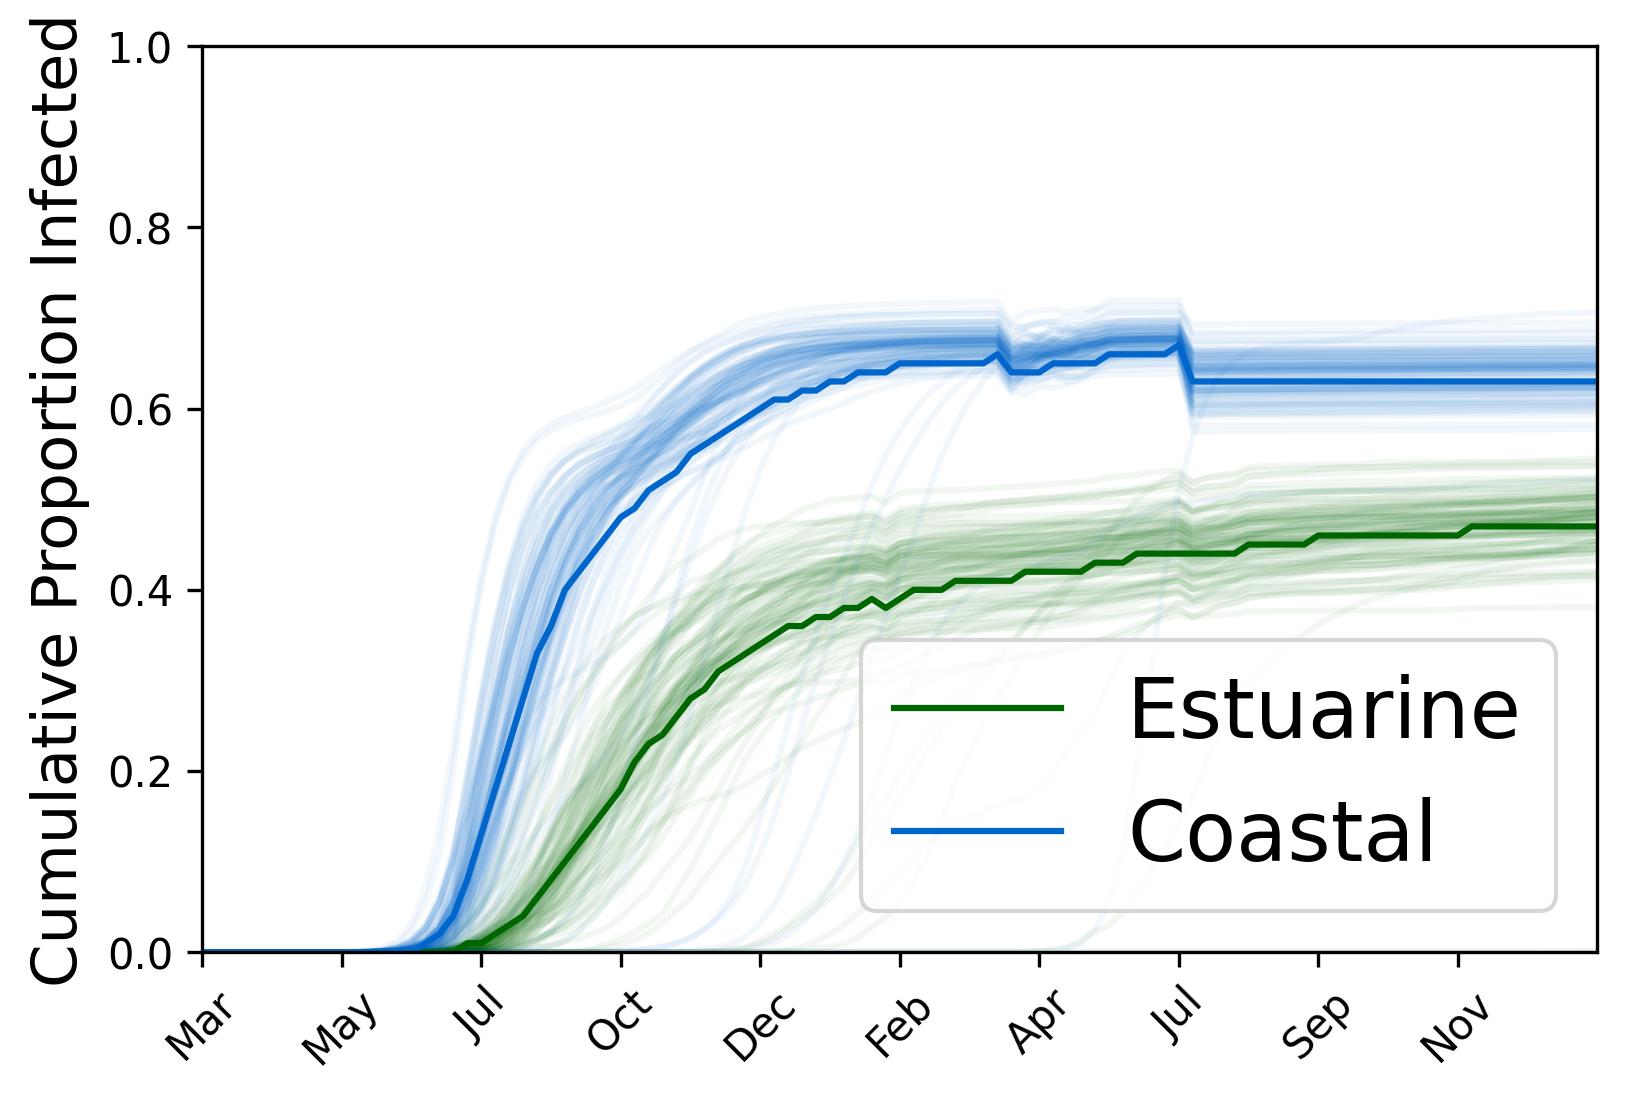 Cumulative Proportion Infected
1.0
0.8
0.6
0.4
0.2
0.0
Mar
May
Jul
Oct
Dec
Feb
Apr
Jul
Sep
Nov
Estuarine
Coastal